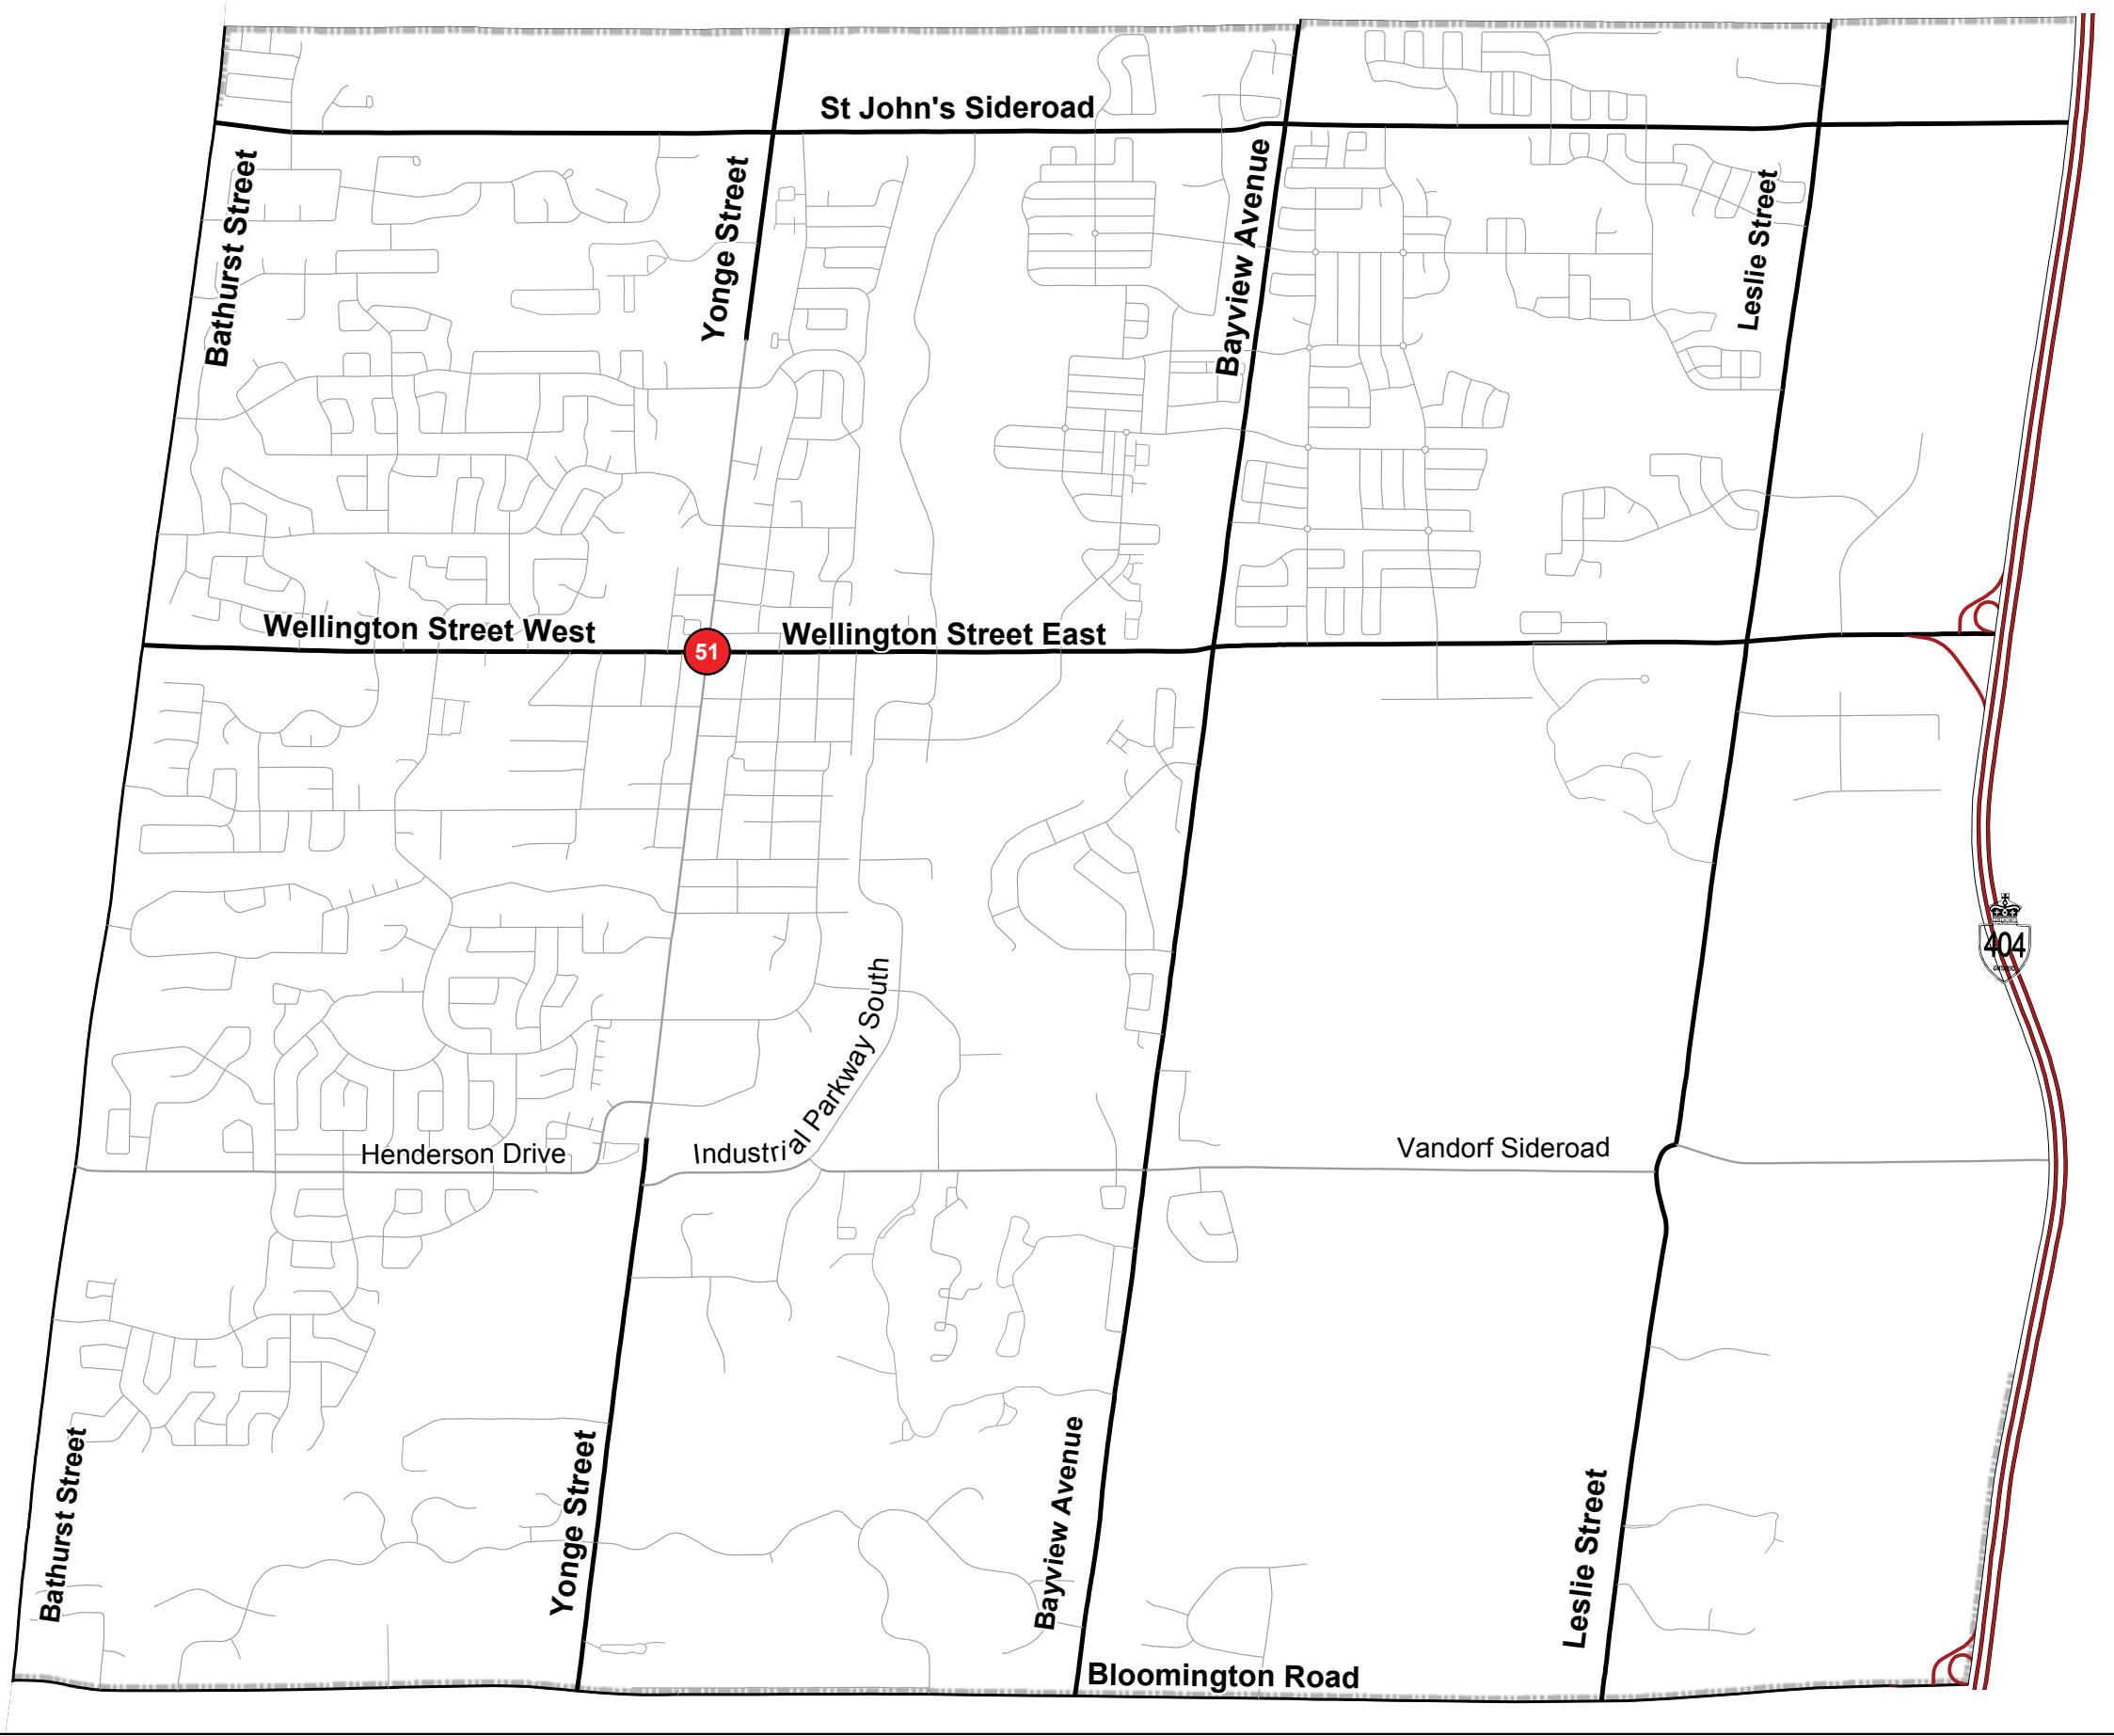 St John's Sideroad
Bathurst Street
Yonge Street
Bayview Avenue
Leslie Street
Wellington Street West
51
Wellington Street East
404
ONTARIO
Industrial Parkway South
Henderson Drive
Vandorf Sideroad
Bathurst Street
Yonge Street
Bayview Avenue
Leslie Street
Bloomington Road